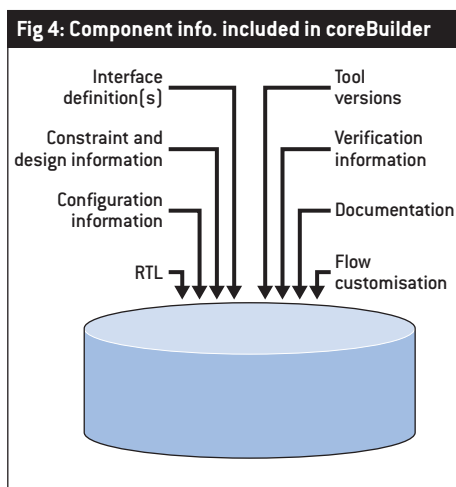 Fig 4: Component info. included in coreBuilder
Interface
definition(s)
Constraint and
design information
Configuration
information
RTL
Tool
versions
Verification
information
Documentation
Flow
customisation